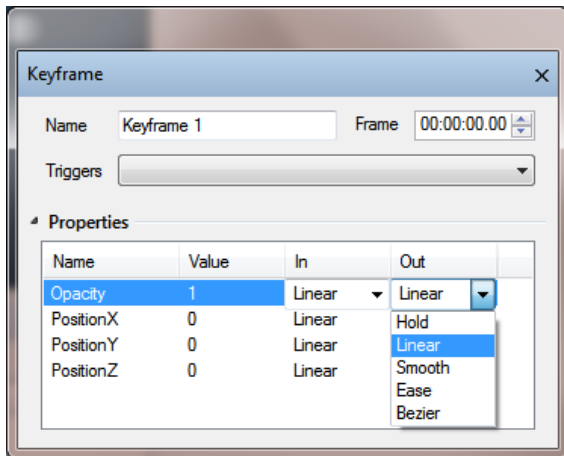 Keyframe
Name Keyframe 1 Frame 00:00:00.00
Triggers
Properties
Name Value In Out
Opacity 1 Linear Linear
PositionX 0 Linear Hold
PositionY 0 Linear Linear
PositionZ 0 Linear Smooth
Ease
Bezier